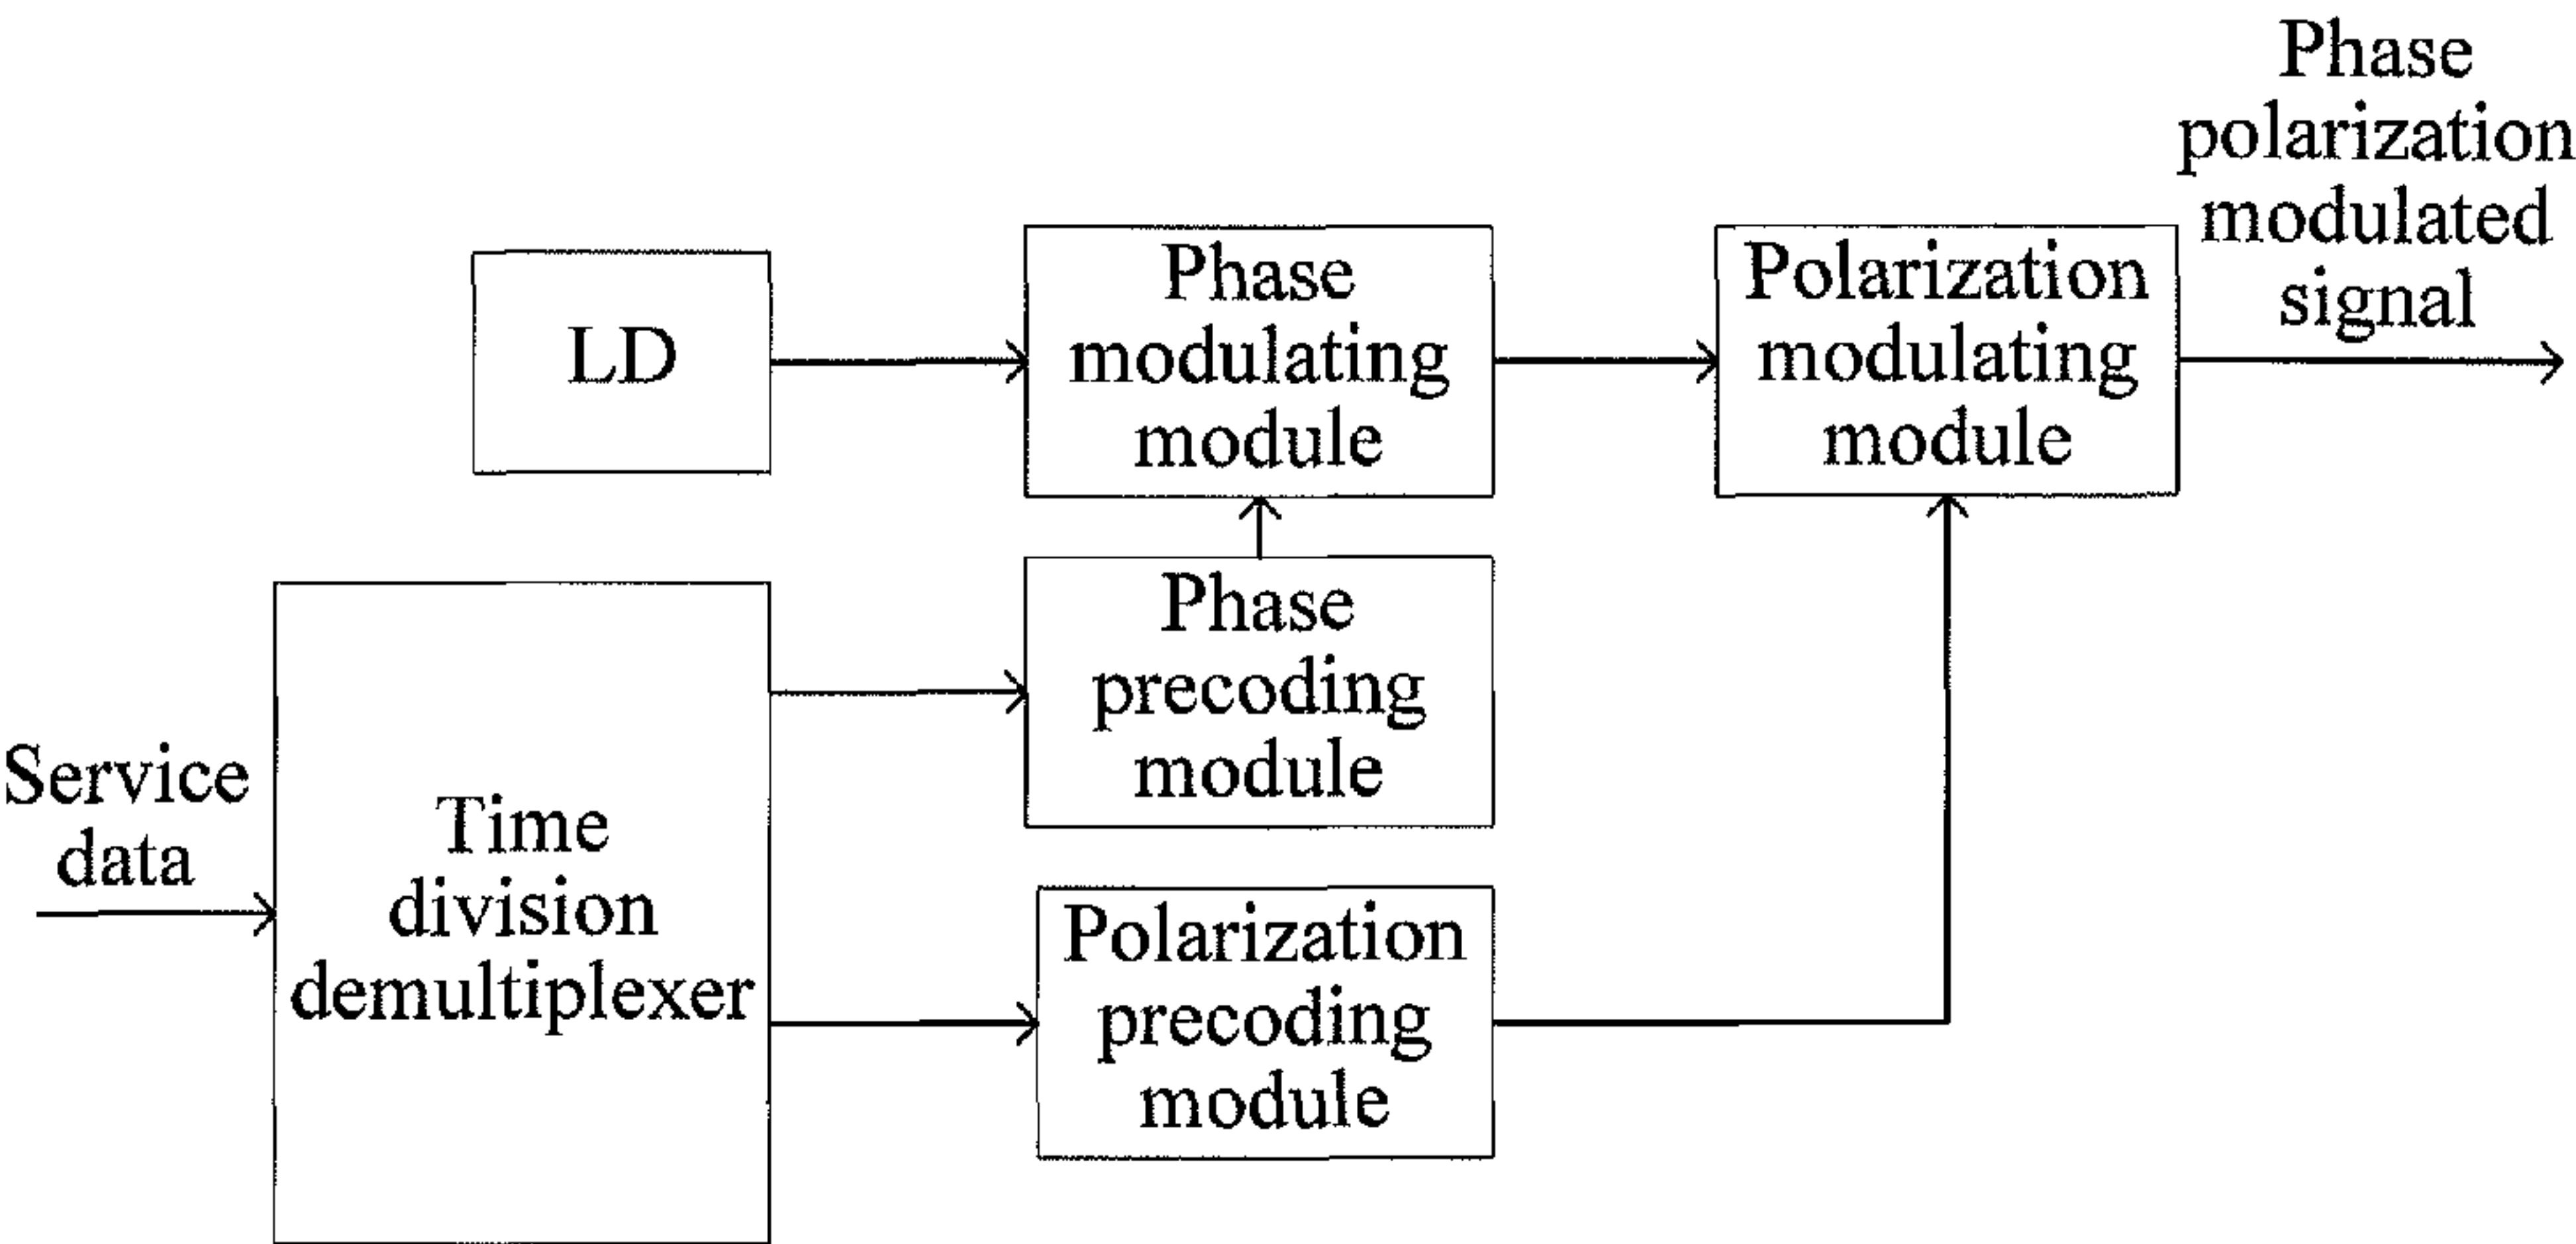 Phase
polarization
modulated
signal
LD
Phase
modulating
module
Polarization
modulating
module
Service
data
Time
division
demultiplexer
Phase
precoding
module
Polarization
precoding
module